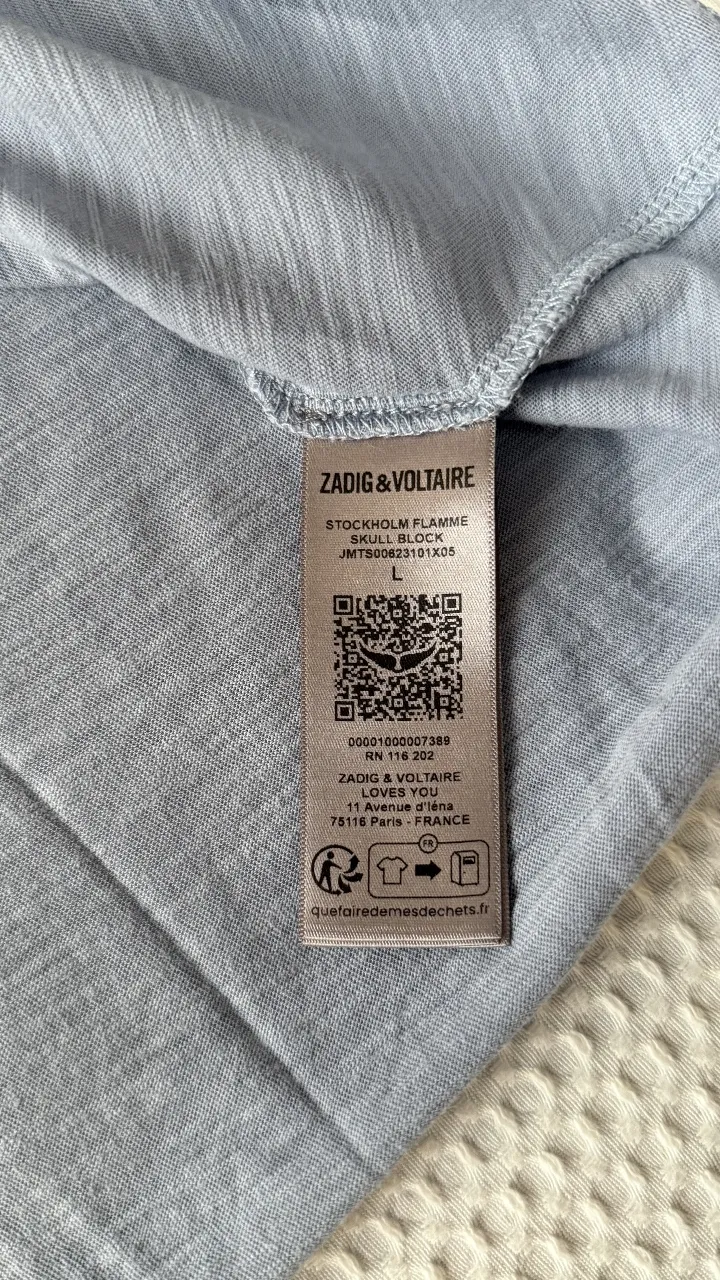 ZADIG & VOLTAIRE
STOCKHOLM FLAMME
SKULL BLOCK
JMTS00623101X05
L
00001000007389
RN 116 202
ZADIG & VOLTAIRE
LOVES YOU
11 Avenue d'Iéna
75116 Paris - FRANCE
FR
quefairedemesdechets.fr